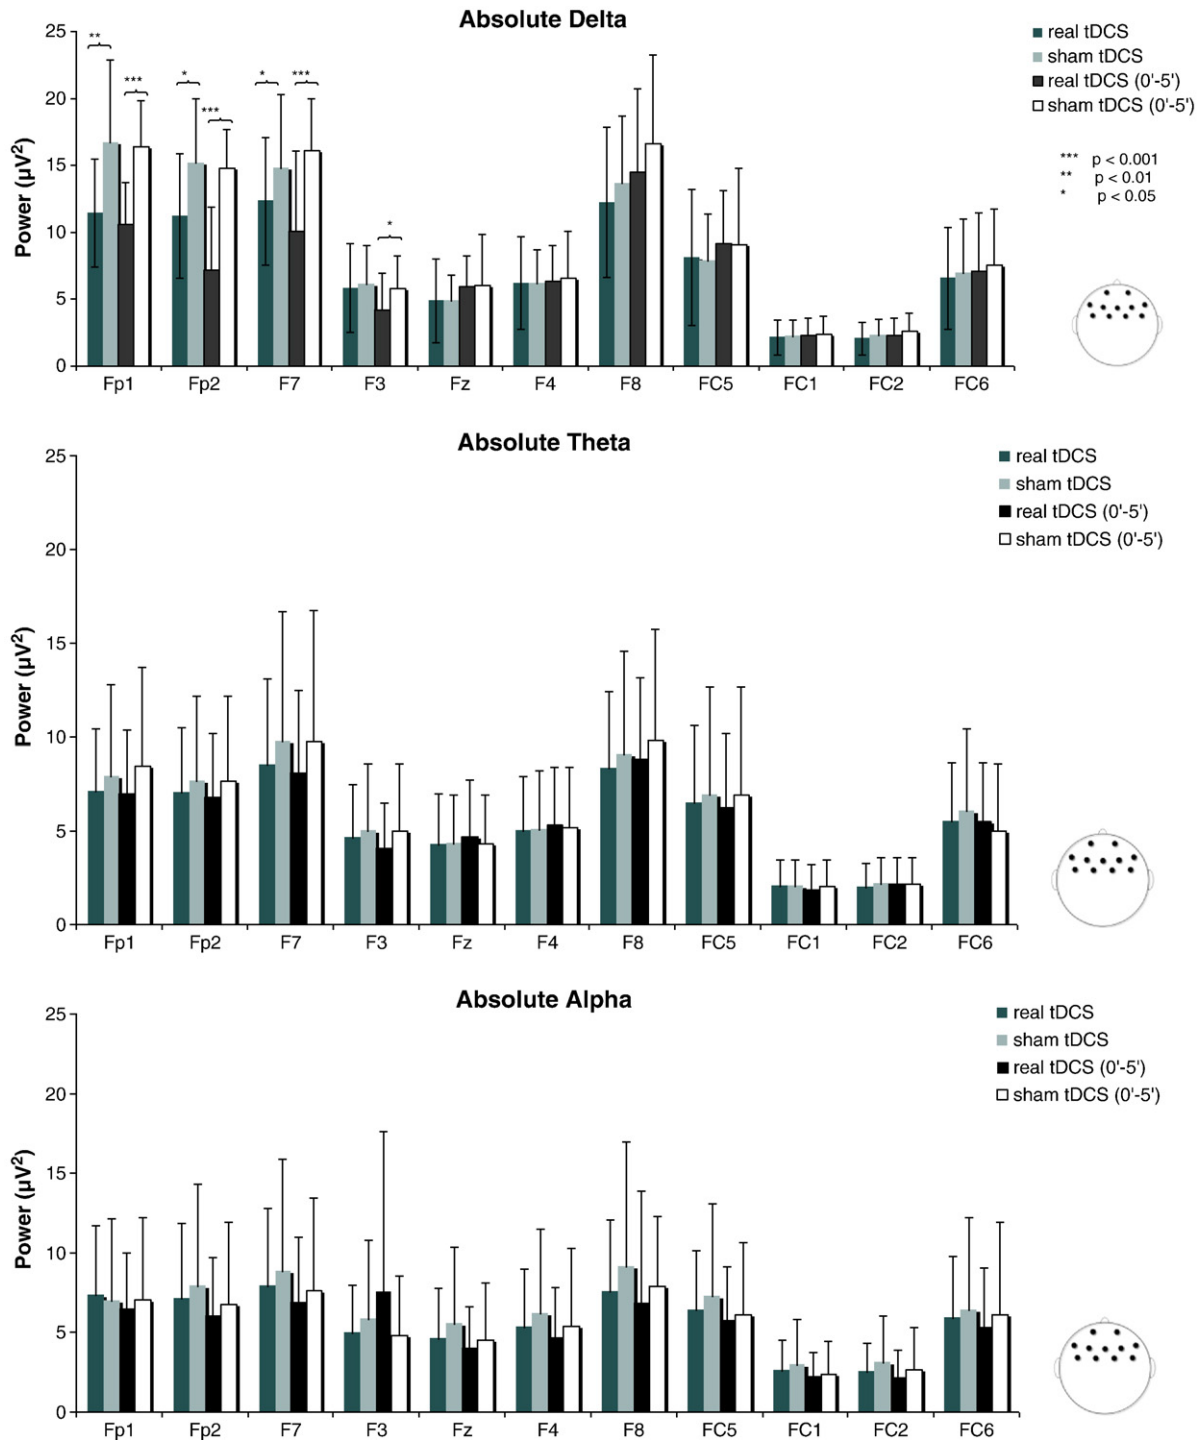 Absolute Delta
real tDCS
sham tDCS
real tDCS (0'-5')
sham tDCS (0'-5')
*** p < 0.001
** p < 0.01
* p < 0.05
Power (µV²)
25
20
15
10
5
0
** *** * *** * *** *
Fp1 Fp2 F7 F3 Fz F4 F8 FC5 FC1 FC2 FC6
Absolute Theta
real tDCS
sham tDCS
real tDCS (0'-5')
sham tDCS (0'-5')
Power (µV²)
25
20
15
10
5
0
Fp1 Fp2 F7 F3 Fz F4 F8 FC5 FC1 FC2 FC6
Absolute Alpha
real tDCS
sham tDCS
real tDCS (0'-5')
sham tDCS (0'-5')
Power (µV²)
25
20
15
10
5
0
Fp1 Fp2 F7 F3 Fz F4 F8 FC5 FC1 FC2 FC6